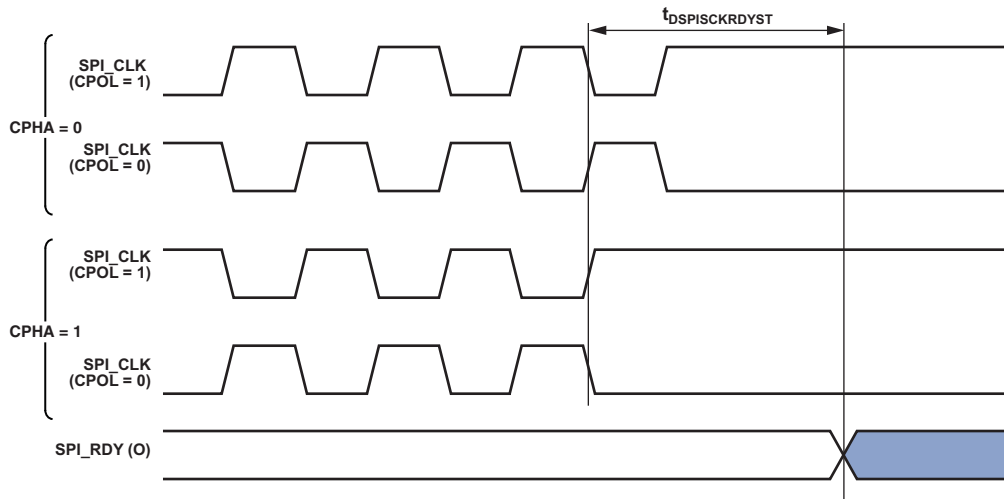 tDSPISCKRDYST
SPI_CLK
(CPOL = 1)
CPHA = 0
SPI_CLK
(CPOL = 0)
SPI_CLK
(CPOL = 1)
CPHA = 1
SPI_CLK
(CPOL = 0)
SPI_RDY (O)